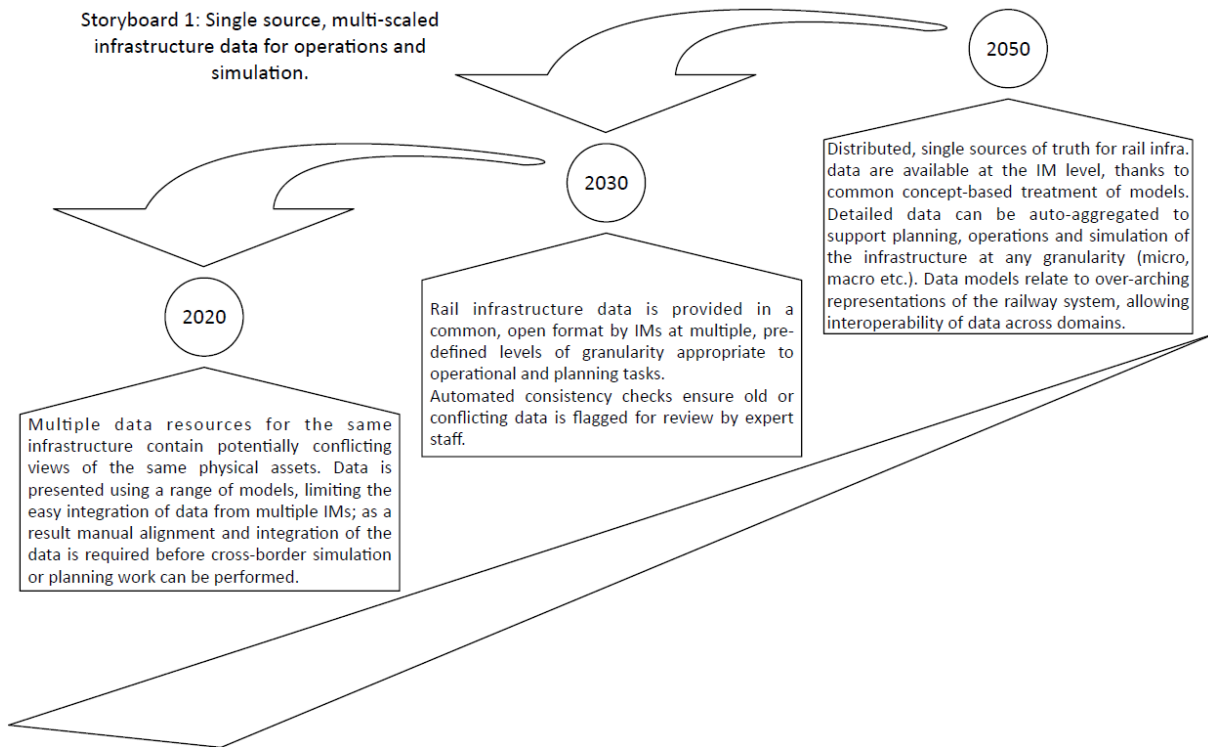 Storyboard 1: Single source, multi-scaled
infrastructure data for operations and
simulation.
2050
Distributed, single sources of truth for rail infra.
data are available at the IM level, thanks to
common concept-based treatment of models.
Detailed data can be auto-aggregated to
support planning, operations and simulation of
the infrastructure at any granularity (micro,
macro etc.). Data models relate to over-arching
representations of the railway system, allowing
interoperability of data across domains.
2030
Rail infrastructure data is provided in a
common, open format by IMs at multiple, pre-
defined levels of granularity appropriate to
operational and planning tasks.
Automated consistency checks ensure old or
conflicting data is flagged for review by expert
staff.
2020
Multiple data resources for the same
infrastructure contain potentially conflicting
views of the same physical assets. Data is
presented using a range of models, limiting the
easy integration of data from multiple IMs; as a
result manual alignment and integration of the
data is required before cross-border simulation
or planning work can be performed.